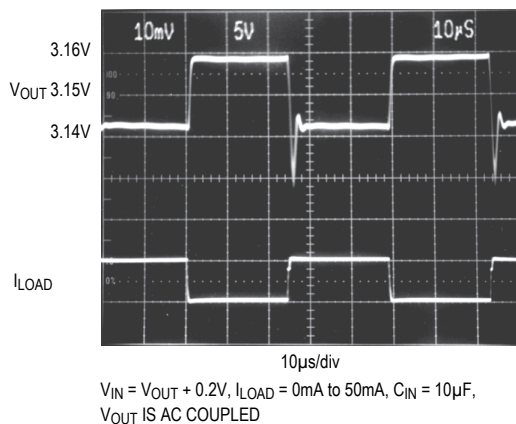 10mV 5V 10µS
3.16V
VOUT 3.15V
3.14V
100
90
0%
ILOAD
10µs/div
VIN = VOUT + 0.2V, ILOAD = 0mA to 50mA, CIN = 10µF,
VOUT IS AC COUPLED